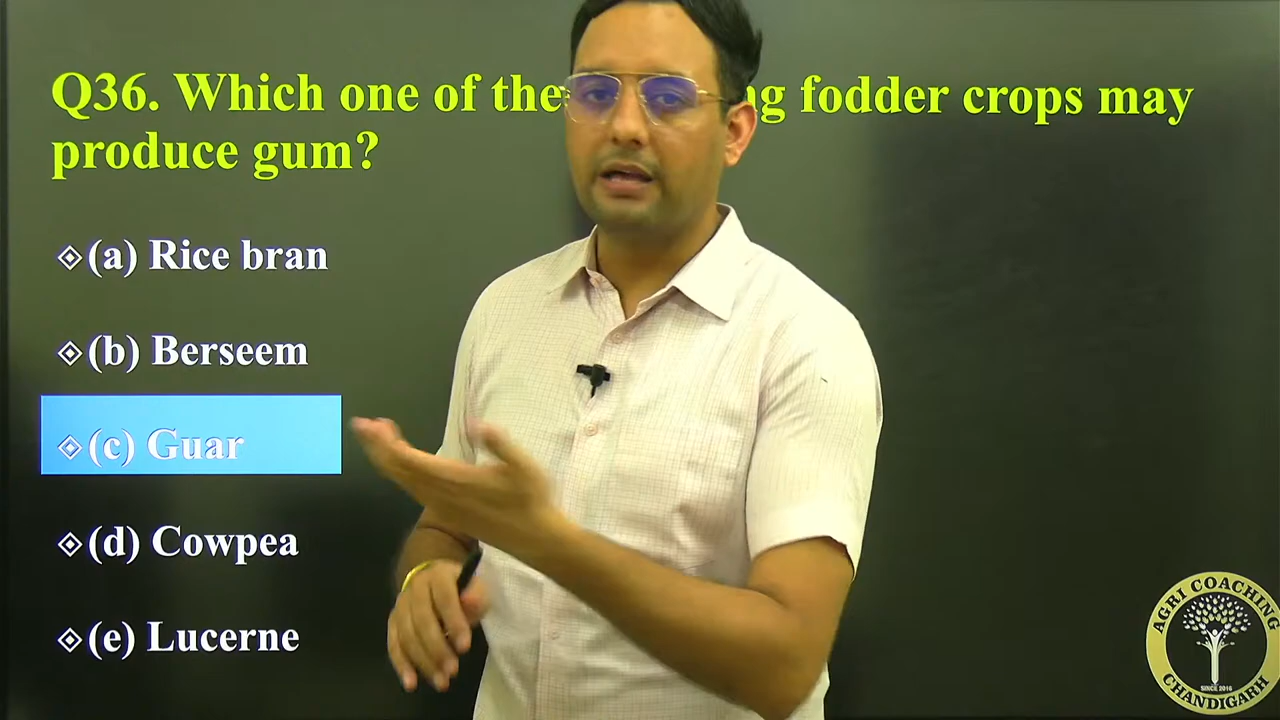 Q36. Which one of the ng fodder crops may
produce gum?
(a) Rice bran
(b) Berseem
(c) Guar
(d) Cowpea
(e) Lucerne
AGRI COACHING
SINCE 2016
CHANDIGARH